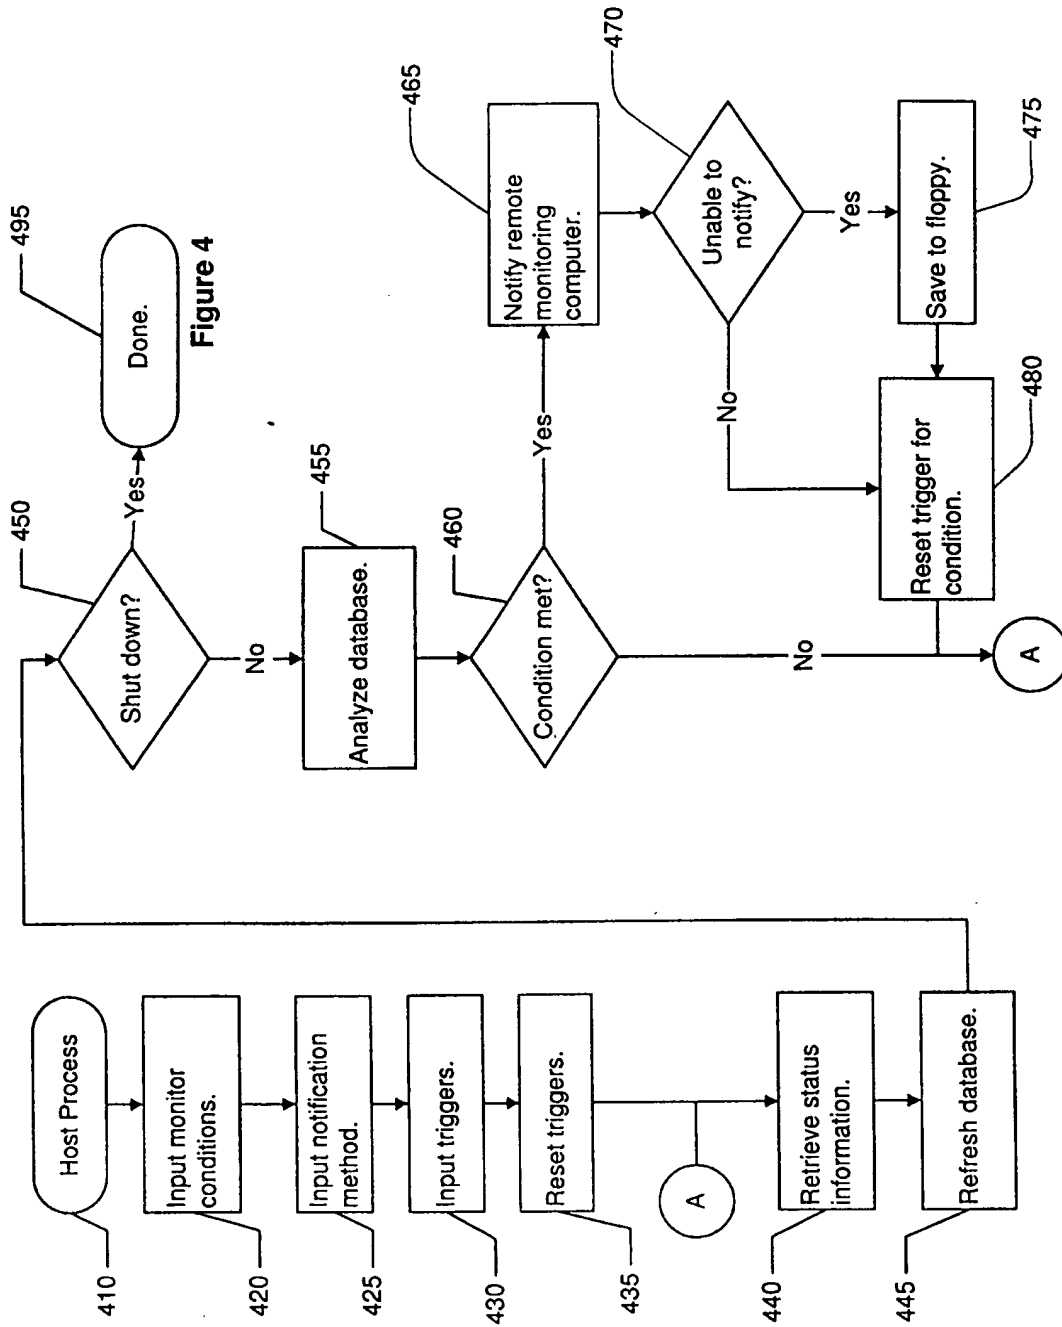 Host Process
410
Input monitor
conditions.
420
Input notification
method.
425
Input triggers.
430
Reset triggers.
435
A
Retrieve status
information.
440
Refresh database.
445
Shut down?
450
Yes
Done.
495
Figure 4
No
Analyze database.
455
Condition met?
460
Yes
Notify remote
monitoring
computer.
465
Unable to
notify?
470
Yes
Save to floppy.
475
No
Reset trigger for
condition.
480
No
A